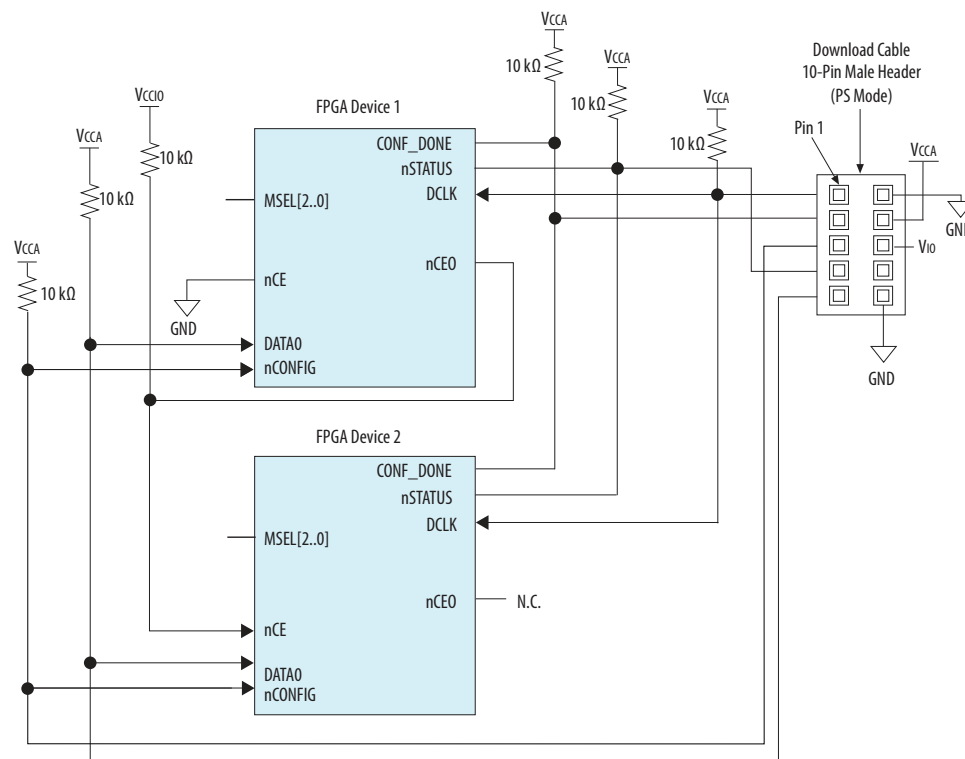 VCCA
10 kΩ
VCCA
10 kΩ
VCCA
10 kΩ
Download Cable
10-Pin Male Header
(PS Mode)
Pin 1
VCCA
GND
VIO
GND
VCCIO
10 kΩ
VCCA
10 kΩ
VCCA
10 kΩ
FPGA Device 1
CONF_DONE
nSTATUS
DCLK
MSEL[2..0]
nCEO
nCE
GND
DATA0
nCONFIG
FPGA Device 2
CONF_DONE
nSTATUS
DCLK
MSEL[2..0]
nCEO
N.C.
nCE
DATA0
nCONFIG